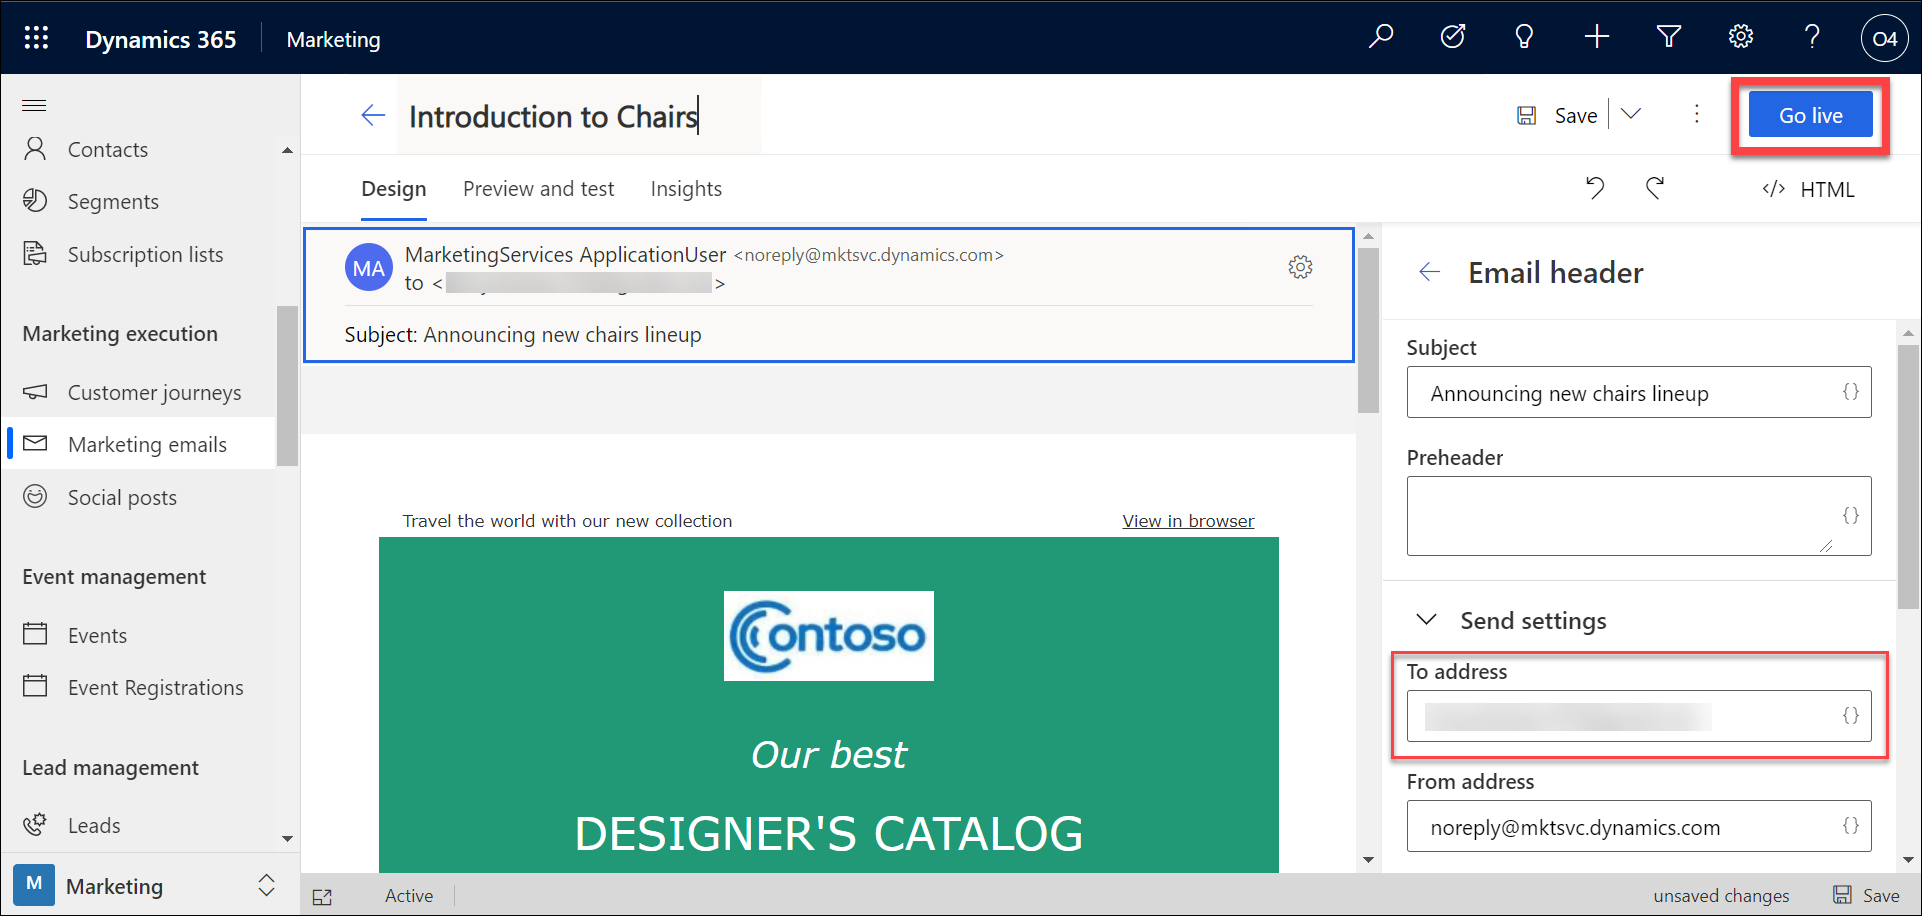 Dynamics 365
Marketing
O4
Contacts
Segments
Subscription lists
Marketing execution
Customer journeys
Marketing emails
Social posts
Event management
Events
Event Registrations
Lead management
Leads
M
Marketing
Introduction to Chairs
Save
Go live
Design
Preview and test
Insights
</> HTML
MA
MarketingServices ApplicationUser <noreply@mktsvc.dynamics.com>
to < >
Subject: Announcing new chairs lineup
Travel the world with our new collection
View in browser
Contoso
Our best
DESIGNER'S CATALOG
Email header
Subject
Announcing new chairs lineup {}
Preheader
{}
Send settings
To address
{}
From address
noreply@mktsvc.dynamics.com {}
Active
unsaved changes
Save